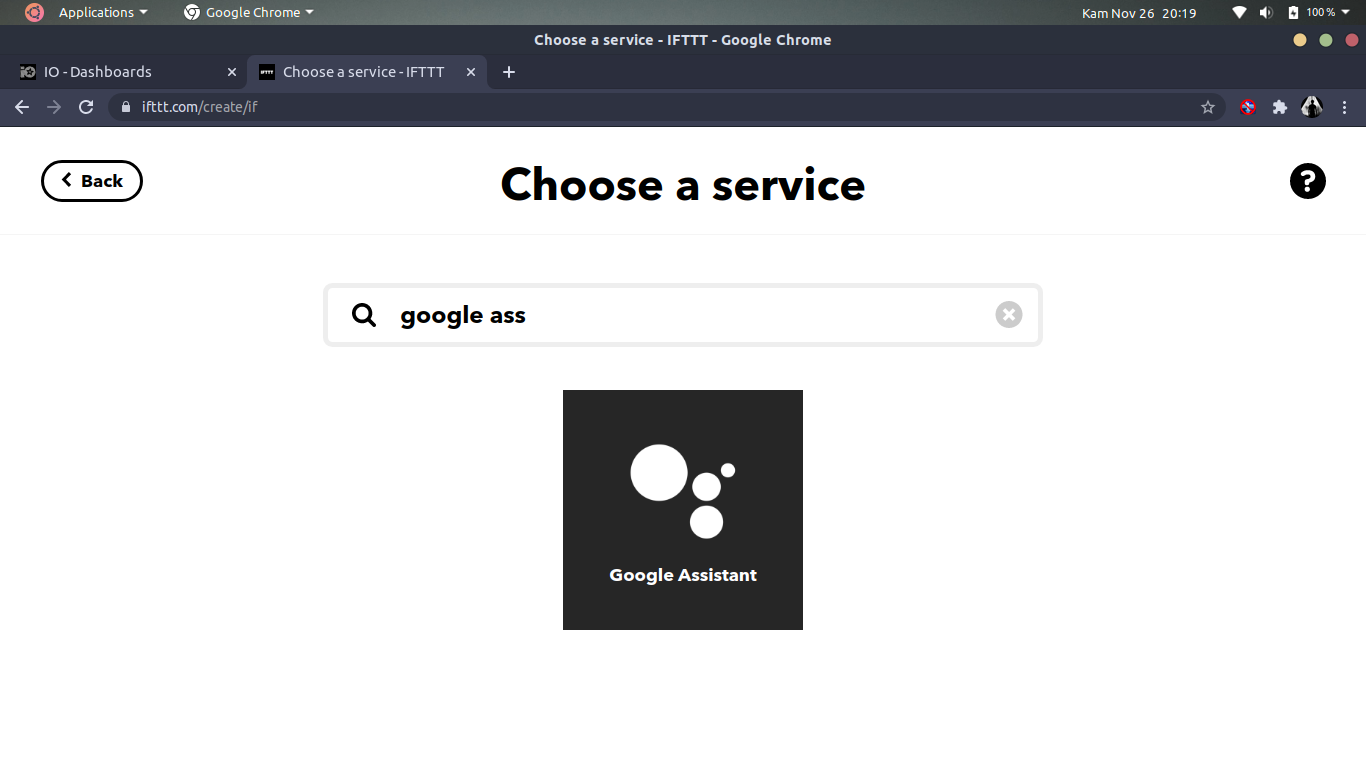 Applications Google Chrome Kam Nov 26 20:19 100 %
Choose a service - IFTTT - Google Chrome
IO - Dashboards IFTTT Choose a service - IFTTT
ifttt.com/create/if
Back Choose a service ?
google ass
Google Assistant